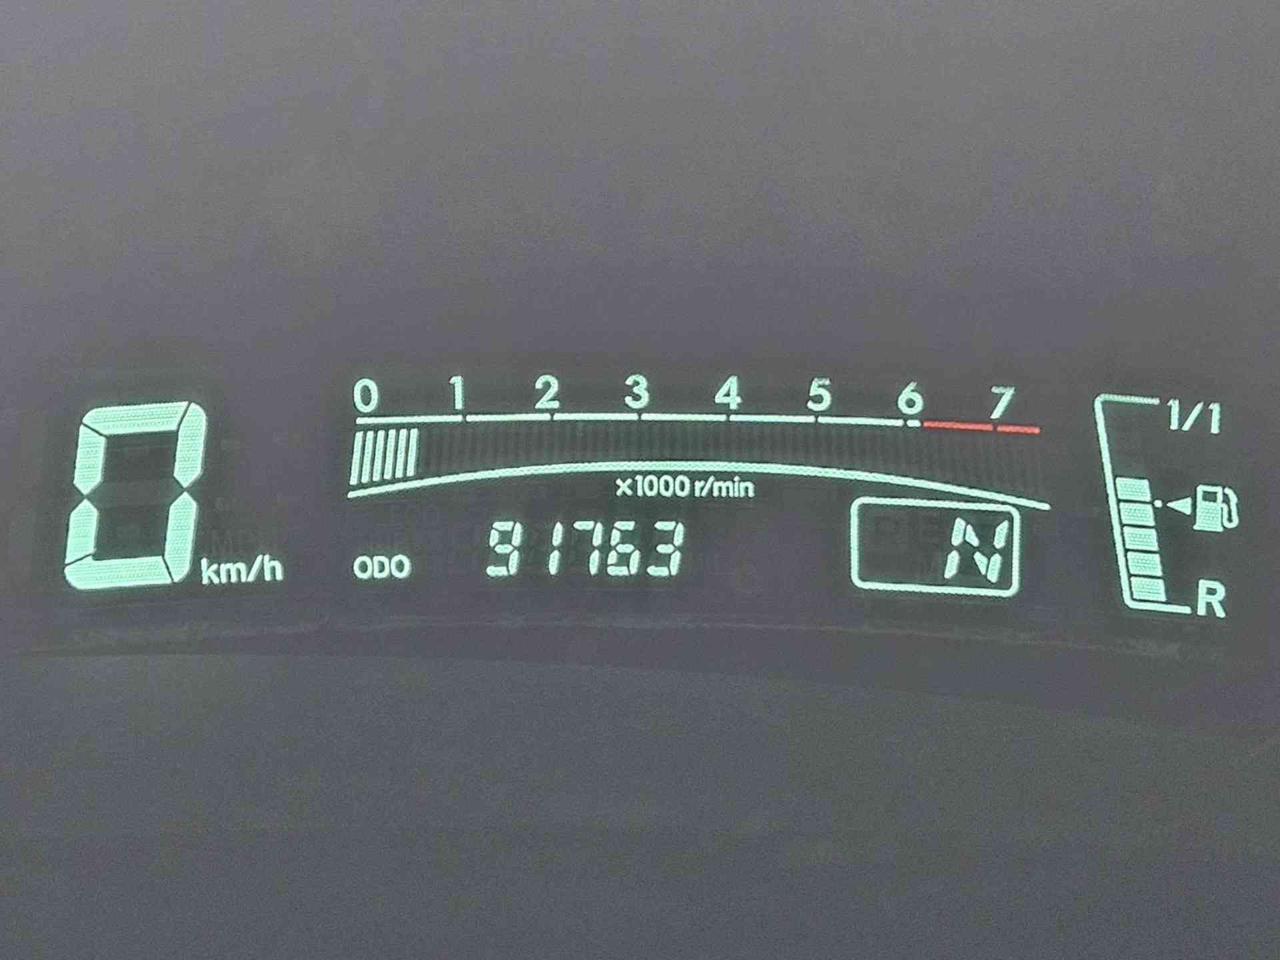 0 1 2 3 4 5 6 7
x1000 r/min
0 km/h
ODO 91763
N
1/1
R